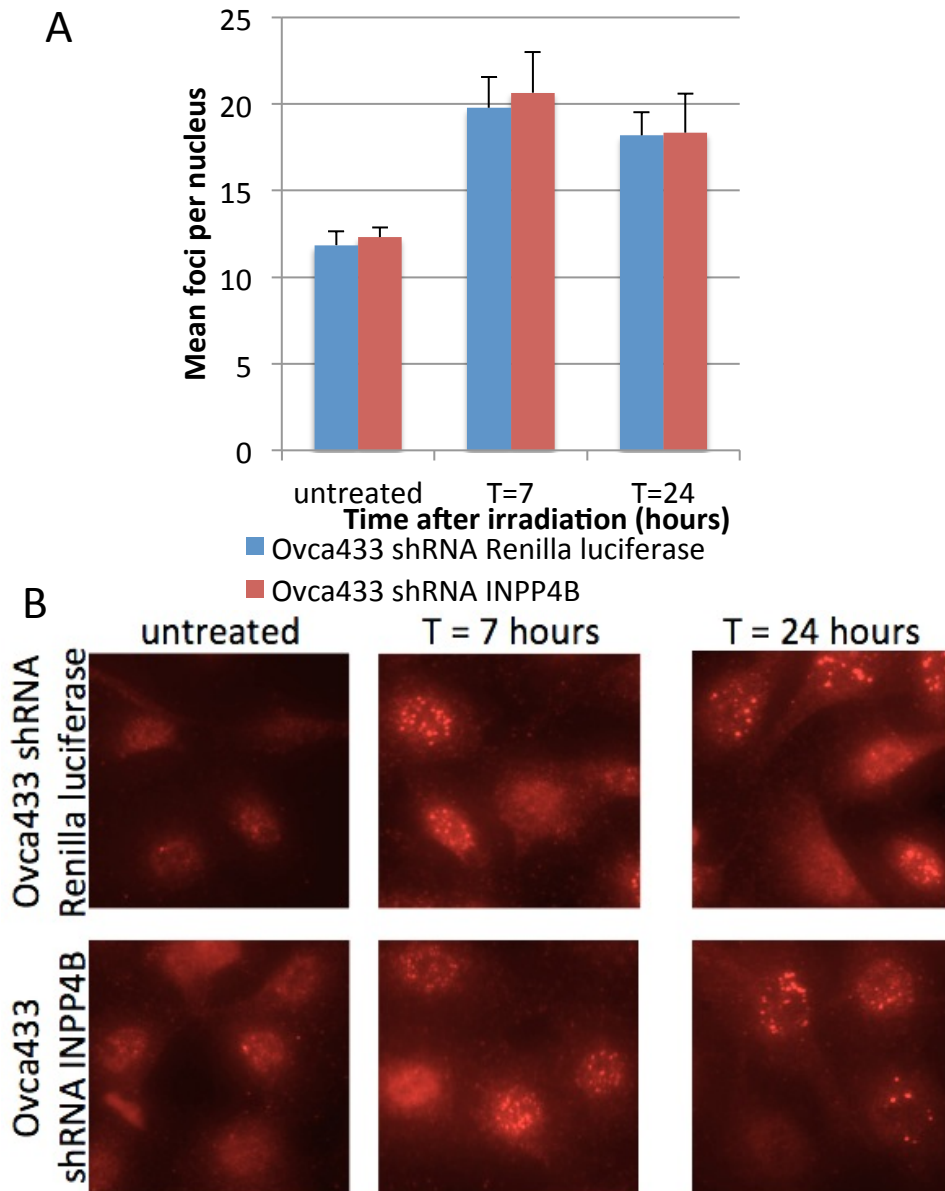 A
25
20
15
10
5
0
Mean foci per nucleus
untreated T=7 T=24
Time after irradiation (hours)
Ovca433 shRNA Renilla luciferase
Ovca433 shRNA INPP4B
B
untreated T = 7 hours T = 24 hours
Ovca433 shRNA
Renilla luciferase
Ovca433
shRNA INPP4B